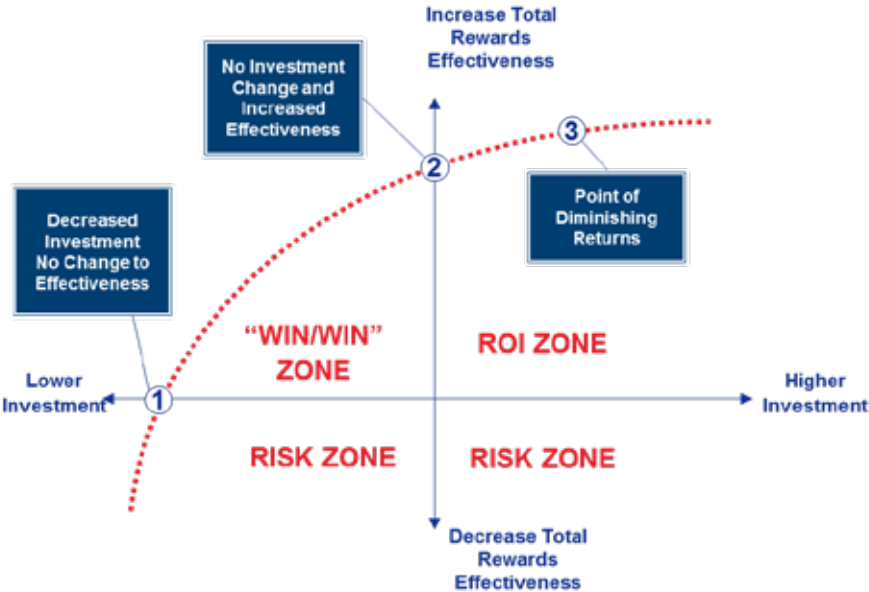 Increase Total
Rewards
Effectiveness
No Investment
Change and
Increased
Effectiveness
2
3
Point of
Diminishing
Returns
Decreased
Investment
No Change to
Effectiveness
"WIN/WIN"
ZONE
ROI ZONE
Lower
Investment
1
Higher
Investment
RISK ZONE
RISK ZONE
Decrease Total
Rewards
Effectiveness